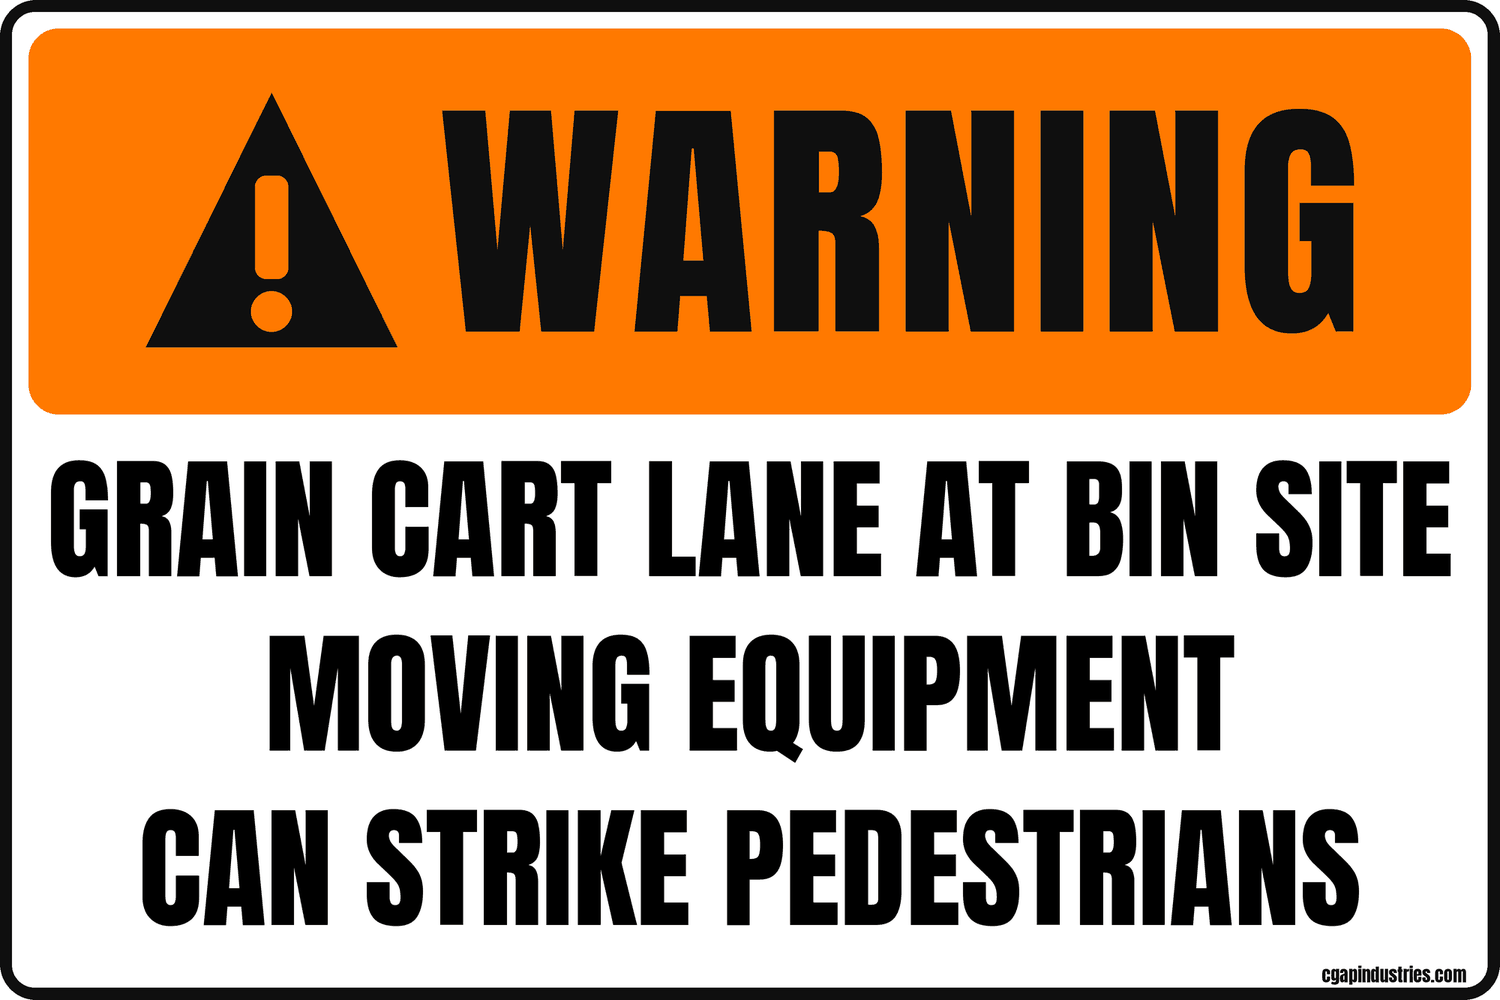 WARNING
GRAIN CART LANE AT BIN SITE
MOVING EQUIPMENT
CAN STRIKE PEDESTRIANS
cgapindustries.com